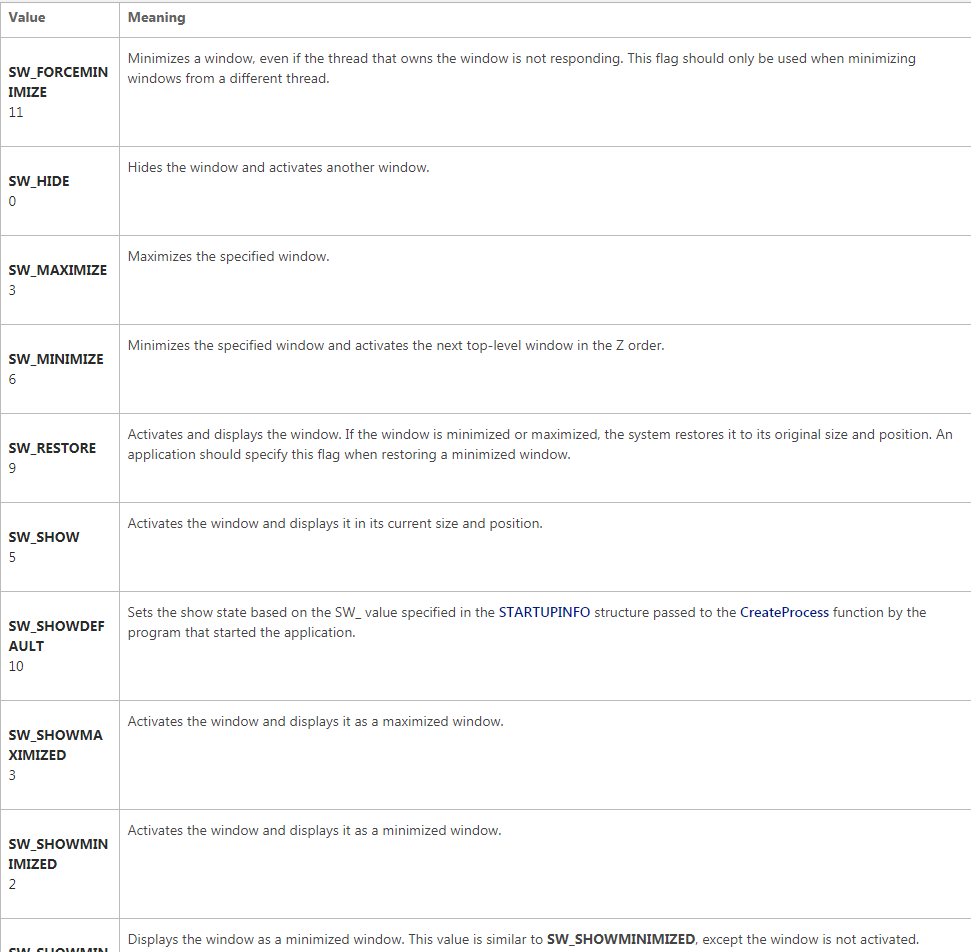 Value Meaning
SW_FORCEMIN
IMIZE
11
Minimizes a window, even if the thread that owns the window is not responding. This flag should only be used when minimizing
windows from a different thread.
SW_HIDE
0
Hides the window and activates another window.
SW_MAXIMIZE
3
Maximizes the specified window.
SW_MINIMIZE
6
Minimizes the specified window and activates the next top-level window in the Z order.
SW_RESTORE
9
Activates and displays the window. If the window is minimized or maximized, the system restores it to its original size and position. An
application should specify this flag when restoring a minimized window.
SW_SHOW
5
Activates the window and displays it in its current size and position.
SW_SHOWDEF
AULT
10
Sets the show state based on the SW_ value specified in the STARTUPINFO structure passed to the CreateProcess function by the
program that started the application.
SW_SHOWMA
XIMIZED
3
Activates the window and displays it as a maximized window.
SW_SHOWMIN
IMIZED
2
Activates the window and displays it as a minimized window.
SW_SHOWMIN
Displays the window as a minimized window. This value is similar to SW_SHOWMINIMIZED, except the window is not activated.